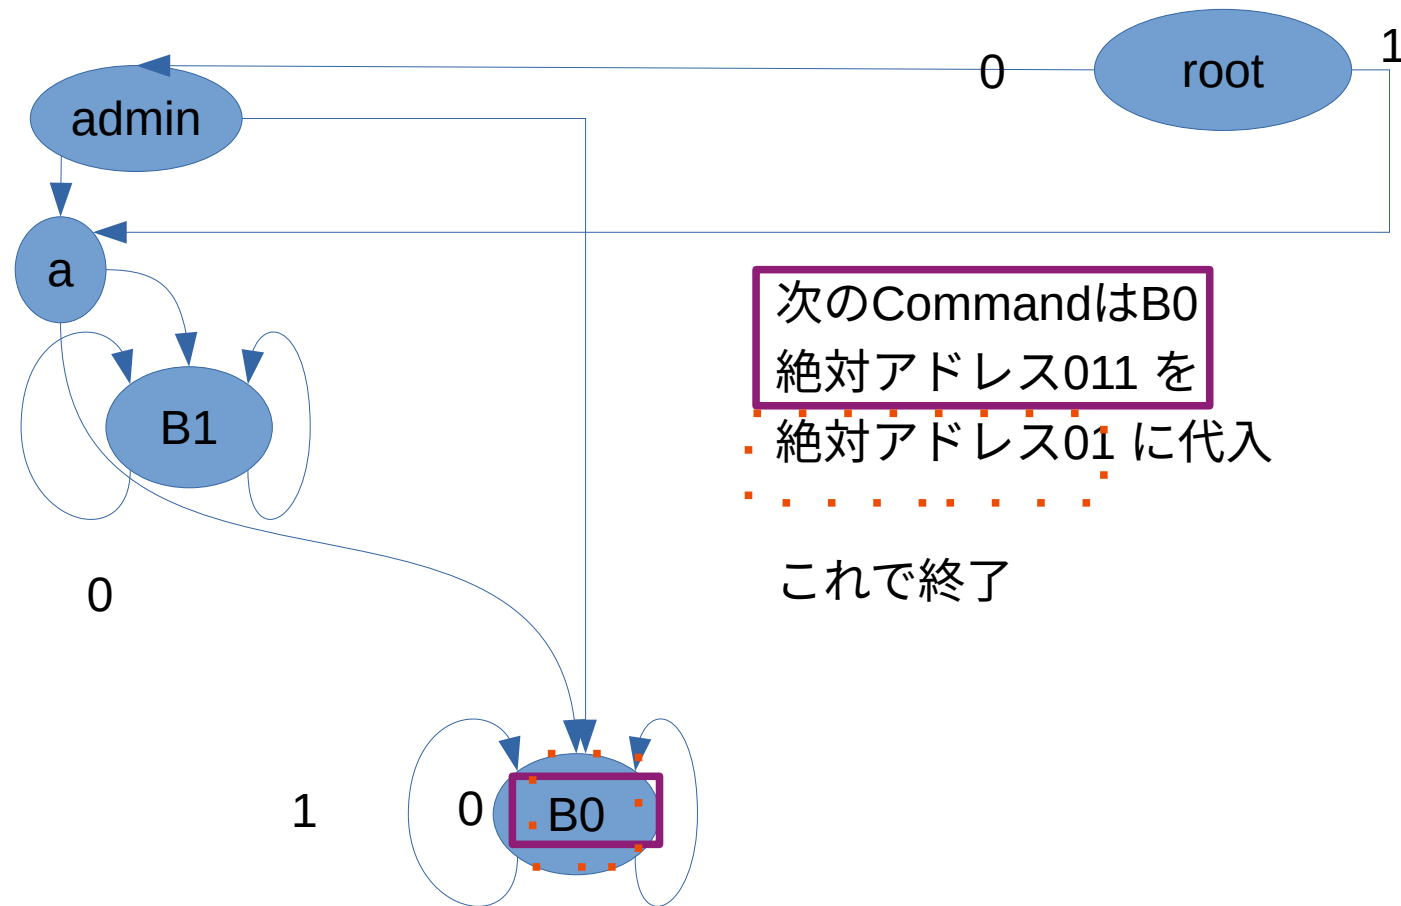 1
0
root
admin
a
次のCommandはB0
絶対アドレス011 を
B1
絶対アドレス01 に代入
これで終了
0
1
0
B0